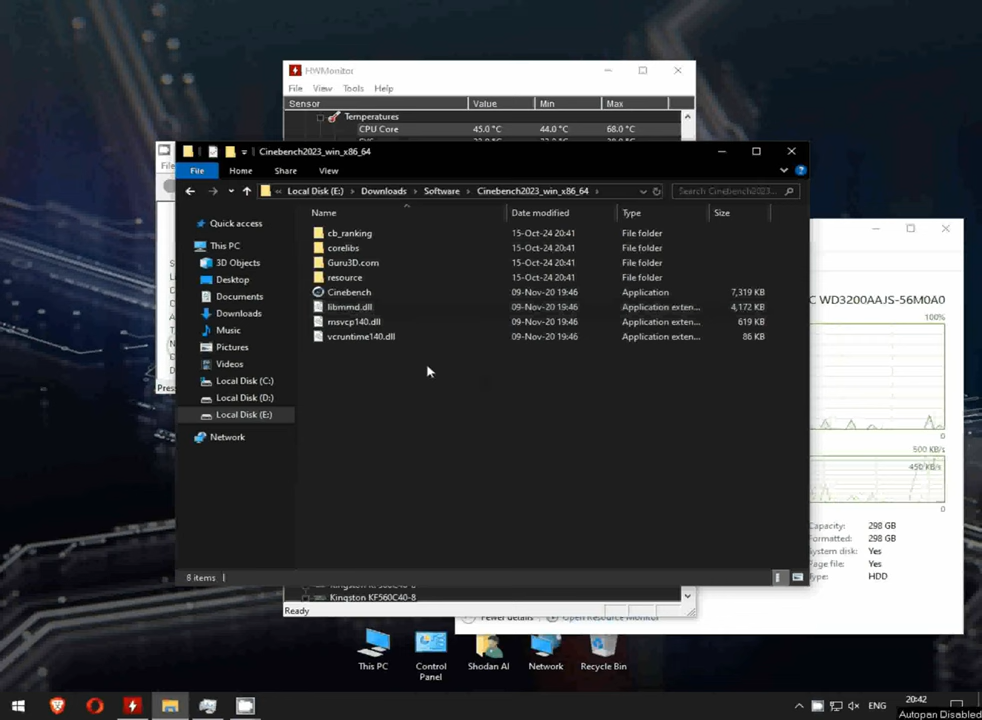 HWMonitor
File View Tools Help
Sensor Value Min Max
Temperatures
CPU Core 45.0 °C 44.0 °C 68.0 °C
Cinebench2023_win_x86_64
File Home Share View
« Local Disk (E:) › Downloads › Software › Cinebench2023_win_x86_64 ›
Search Cinebench2023...
Name Date modified Type Size
Quick access
This PC
3D Objects
Desktop
Documents
Downloads
Music
Pictures
Videos
Local Disk (C:)
Local Disk (D:)
Local Disk (E:)
Network
cb_ranking 15-Oct-24 20:41 File folder
corelibs 15-Oct-24 20:41 File folder
Guru3D.com 15-Oct-24 20:41 File folder
resource 15-Oct-24 20:41 File folder
Cinebench 09-Nov-20 19:46 Application 7,319 KB
libmmd.dll 09-Nov-20 19:46 Application exten... 4,172 KB
msvcp140.dll 09-Nov-20 19:46 Application exten... 619 KB
vcruntime140.dll 09-Nov-20 19:46 Application exten... 86 KB
8 items
C WD3200AAJS-56M0A0
100%
0
500 KB/s
450 KB/s
0
Capacity: 298 GB
Formatted: 298 GB
System disk: Yes
Page file: Yes
Type: HDD
Kingston KF560C40-8
Kingston KF560C40-8
Ready
Fewer details Open Resource Monitor
This PC
Control Panel
Shodan AI
Network
Recycle Bin
ENG
20:42
Autopan Disabled